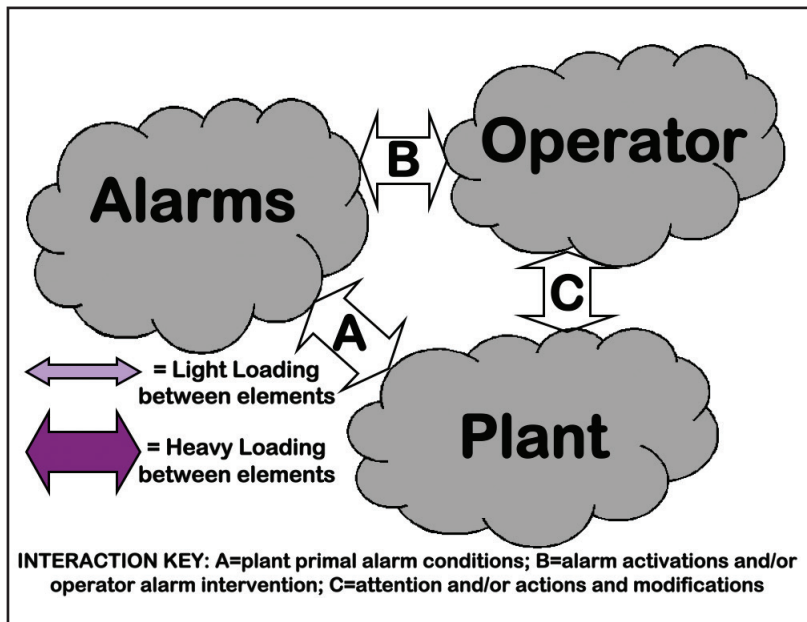 Operator
B
Alarms
C
A
= Light Loading
between elements
Plant
= Heavy Loading
between elements
INTERACTION KEY: A=plant primal alarm conditions; B=alarm activations and/or
operator alarm intervention; C=attention and/or actions and modifications